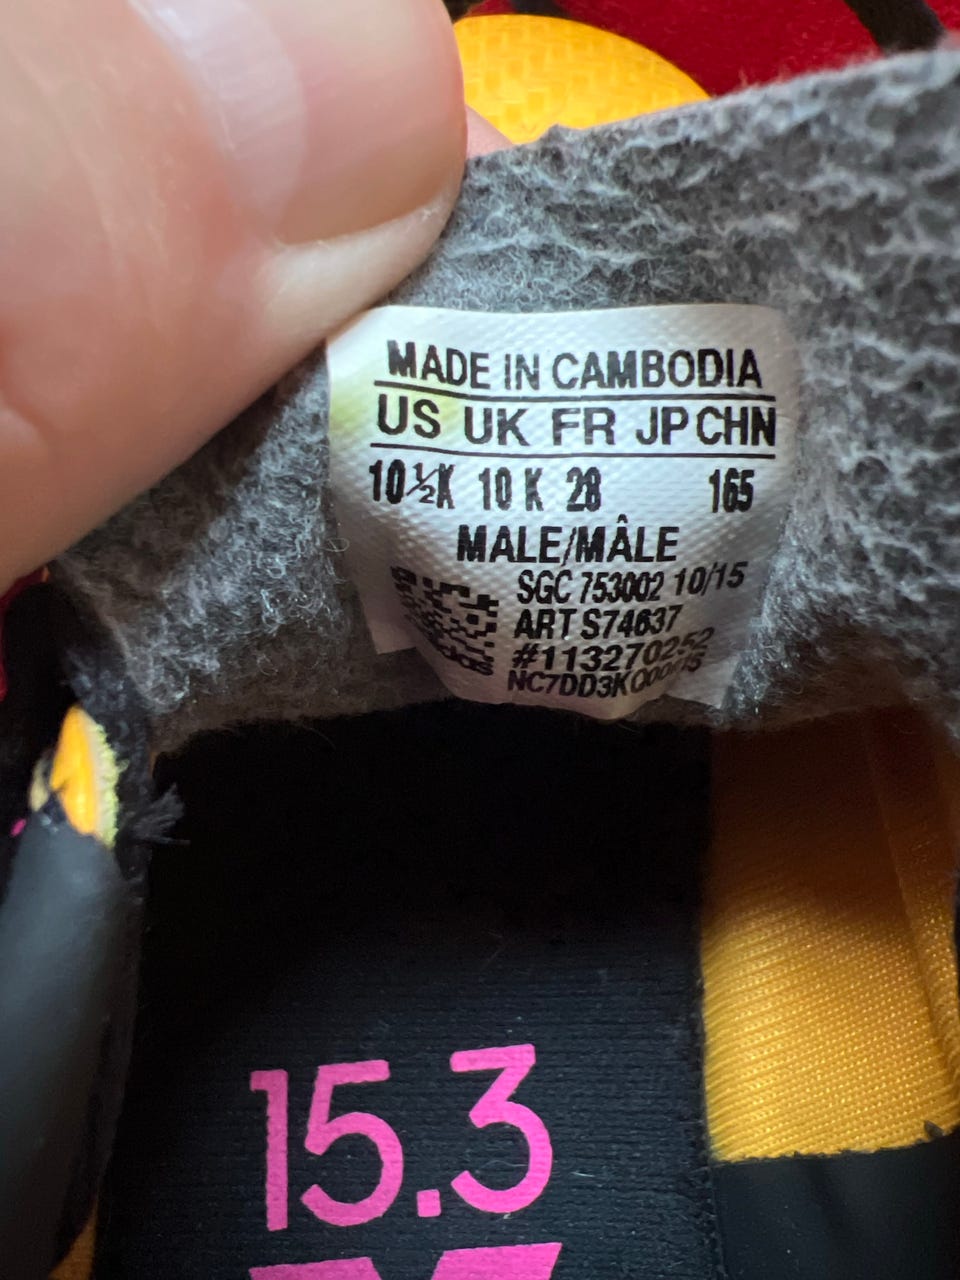 MADE IN CAMBODIA
US UK FR JP CHN
10½K 10 K 28 165
MALE/MÂLE
SGC 753002 10/15
ART S74637
#113270252
adidas
15.3